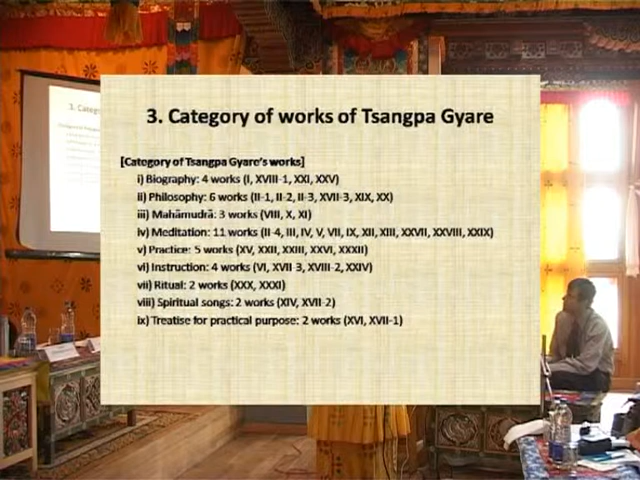 3. Category of works of Tsangpa Gyare
[Category of Tsangpa Gyare's works]
i) Biography: 4 works (I, XVIII-1, XXI, XXV)
ii) Philosophy: 6 works (II-1, II-2, II-3, XVII-3, XIX, XX)
iii) Mahāmudrā: 3 works (VIII, X, XI)
iv) Meditation: 11 works (II-4, III, IV, V, VII, IX, XII, XIII, XXVII, XXVIII, XXIX)
v) Practice: 5 works (XV, XXII, XXIII, XXVI, XXXII)
vi) Instruction: 4 works (VI, XVII-3, XVIII-2, XXIV)
vii) Ritual: 2 works (XXX, XXXI)
viii) Spiritual songs: 2 works (XIV, XVII-2)
ix) Treatise for practical purpose: 2 works (XVI, XVII-1)
3. Categ